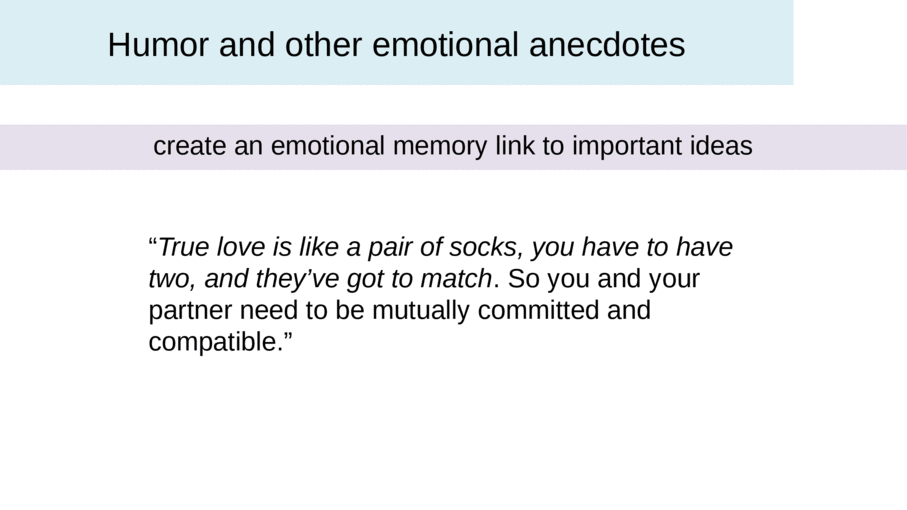 Humor and other emotional anecdotes
create an emotional memory link to important ideas
“True love is like a pair of socks, you have to have
two, and they’ve got to match. So you and your
partner need to be mutually committed and
compatible.”